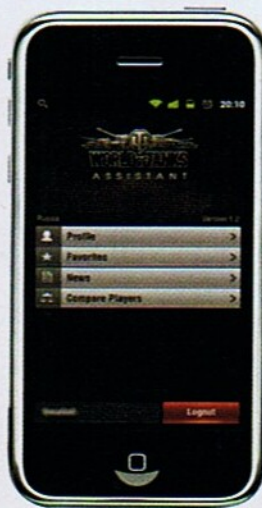 20:10
WORLD OF TANKS
ASSISTANT
Russia Version 1.2
Profile
Favorites
News
Compare Players
Logout